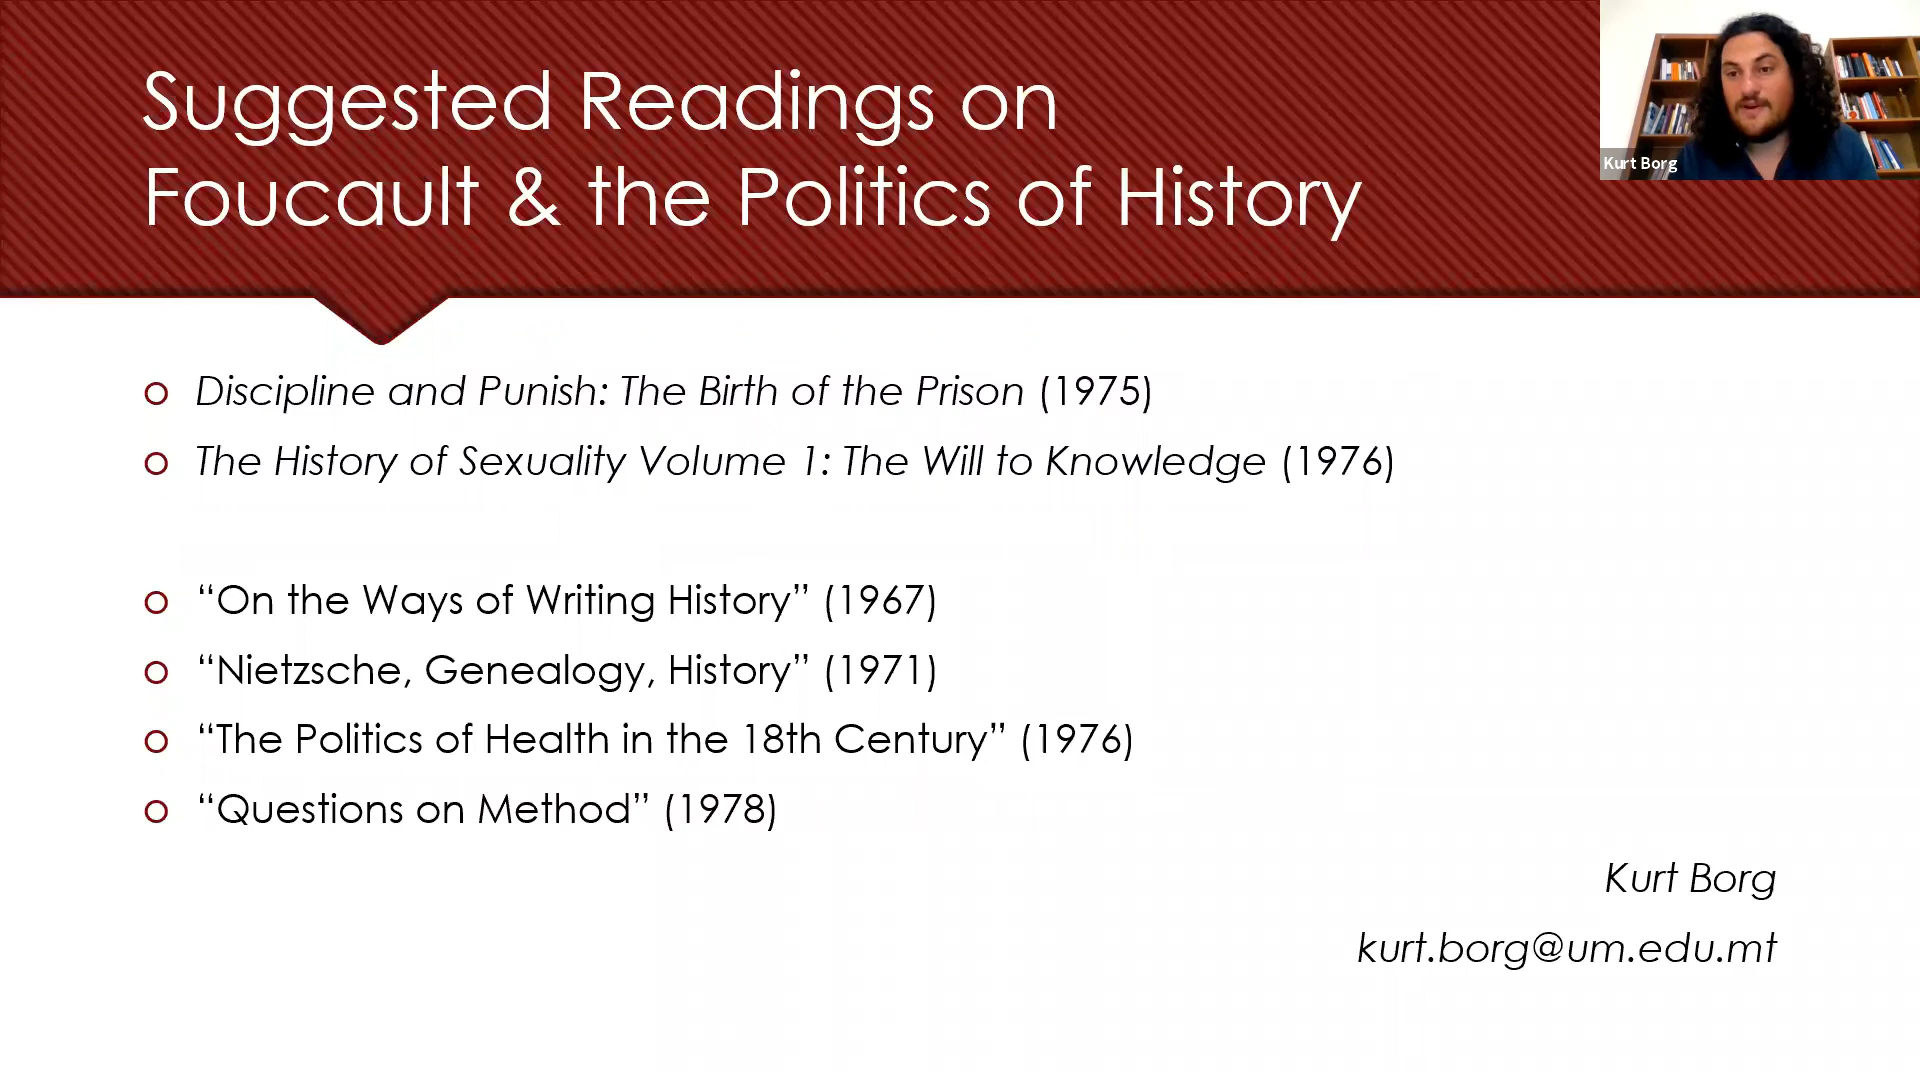 Suggested Readings on
Foucault & the Politics of History
Kurt Borg
Discipline and Punish: The Birth of the Prison (1975)
The History of Sexuality Volume 1: The Will to Knowledge (1976)
“On the Ways of Writing History” (1967)
“Nietzsche, Genealogy, History” (1971)
“The Politics of Health in the 18th Century” (1976)
“Questions on Method” (1978)
Kurt Borg
kurt.borg@um.edu.mt